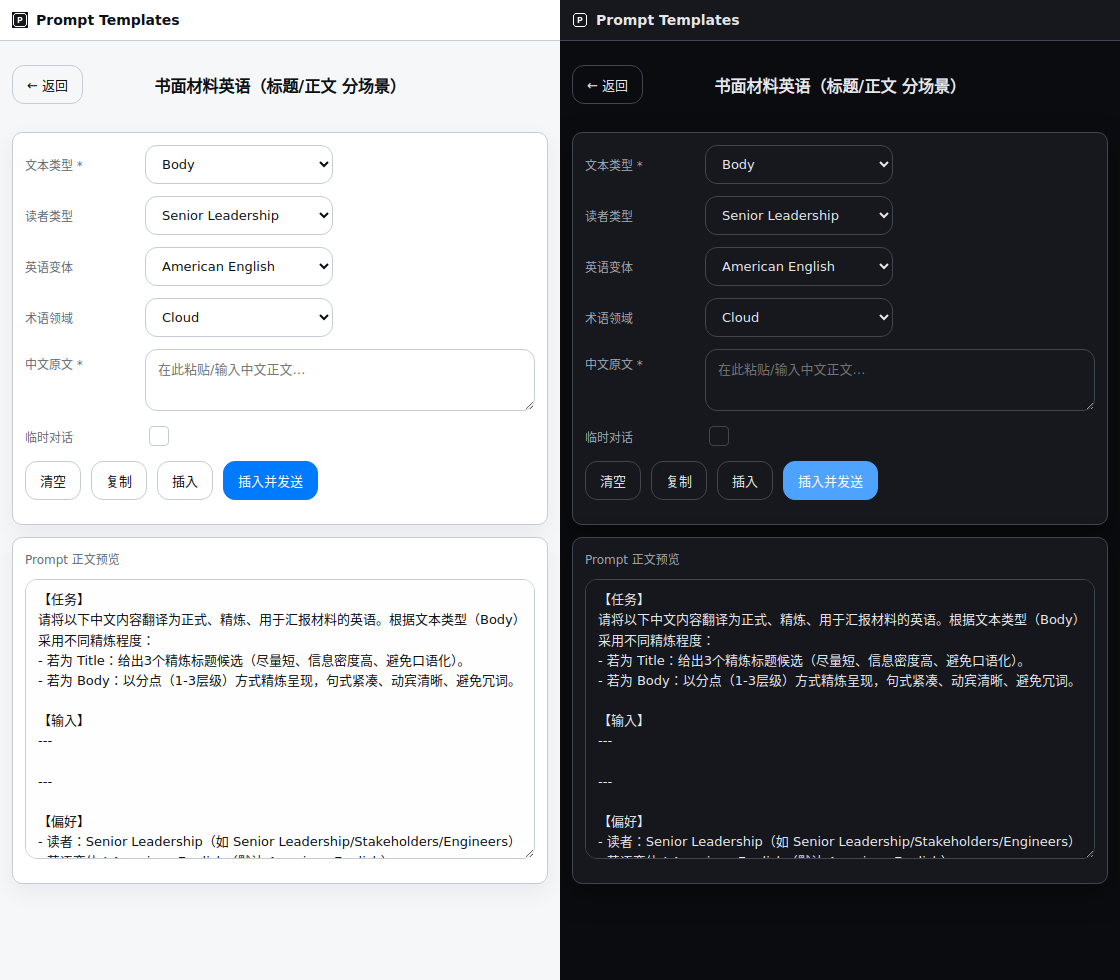 P Prompt Templates
← 返回
书面材料英语（标题/正文 分场景）
文本类型 *
Body
读者类型
Senior Leadership
英语变体
American English
术语领域
Cloud
中文原文 *
在此粘贴/输入中文正文…
临时对话
清空
复制
插入
插入并发送
Prompt 正文预览
【任务】
请将以下中文内容翻译为正式、精炼、用于汇报材料的英语。根据文本类型（Body）
采用不同精炼程度：
- 若为 Title：给出3个精炼标题候选（尽量短、信息密度高、避免口语化）。
- 若为 Body：以分点（1-3层级）方式精炼呈现，句式紧凑、动宾清晰、避免冗词。
【输入】
---
---
【偏好】
- 读者：Senior Leadership（如 Senior Leadership/Stakeholders/Engineers）
P Prompt Templates
← 返回
书面材料英语（标题/正文 分场景）
文本类型 *
Body
读者类型
Senior Leadership
英语变体
American English
术语领域
Cloud
中文原文 *
在此粘贴/输入中文正文…
临时对话
清空
复制
插入
插入并发送
Prompt 正文预览
【任务】
请将以下中文内容翻译为正式、精炼、用于汇报材料的英语。根据文本类型（Body）
采用不同精炼程度：
- 若为 Title：给出3个精炼标题候选（尽量短、信息密度高、避免口语化）。
- 若为 Body：以分点（1-3层级）方式精炼呈现，句式紧凑、动宾清晰、避免冗词。
【输入】
---
---
【偏好】
- 读者：Senior Leadership（如 Senior Leadership/Stakeholders/Engineers）